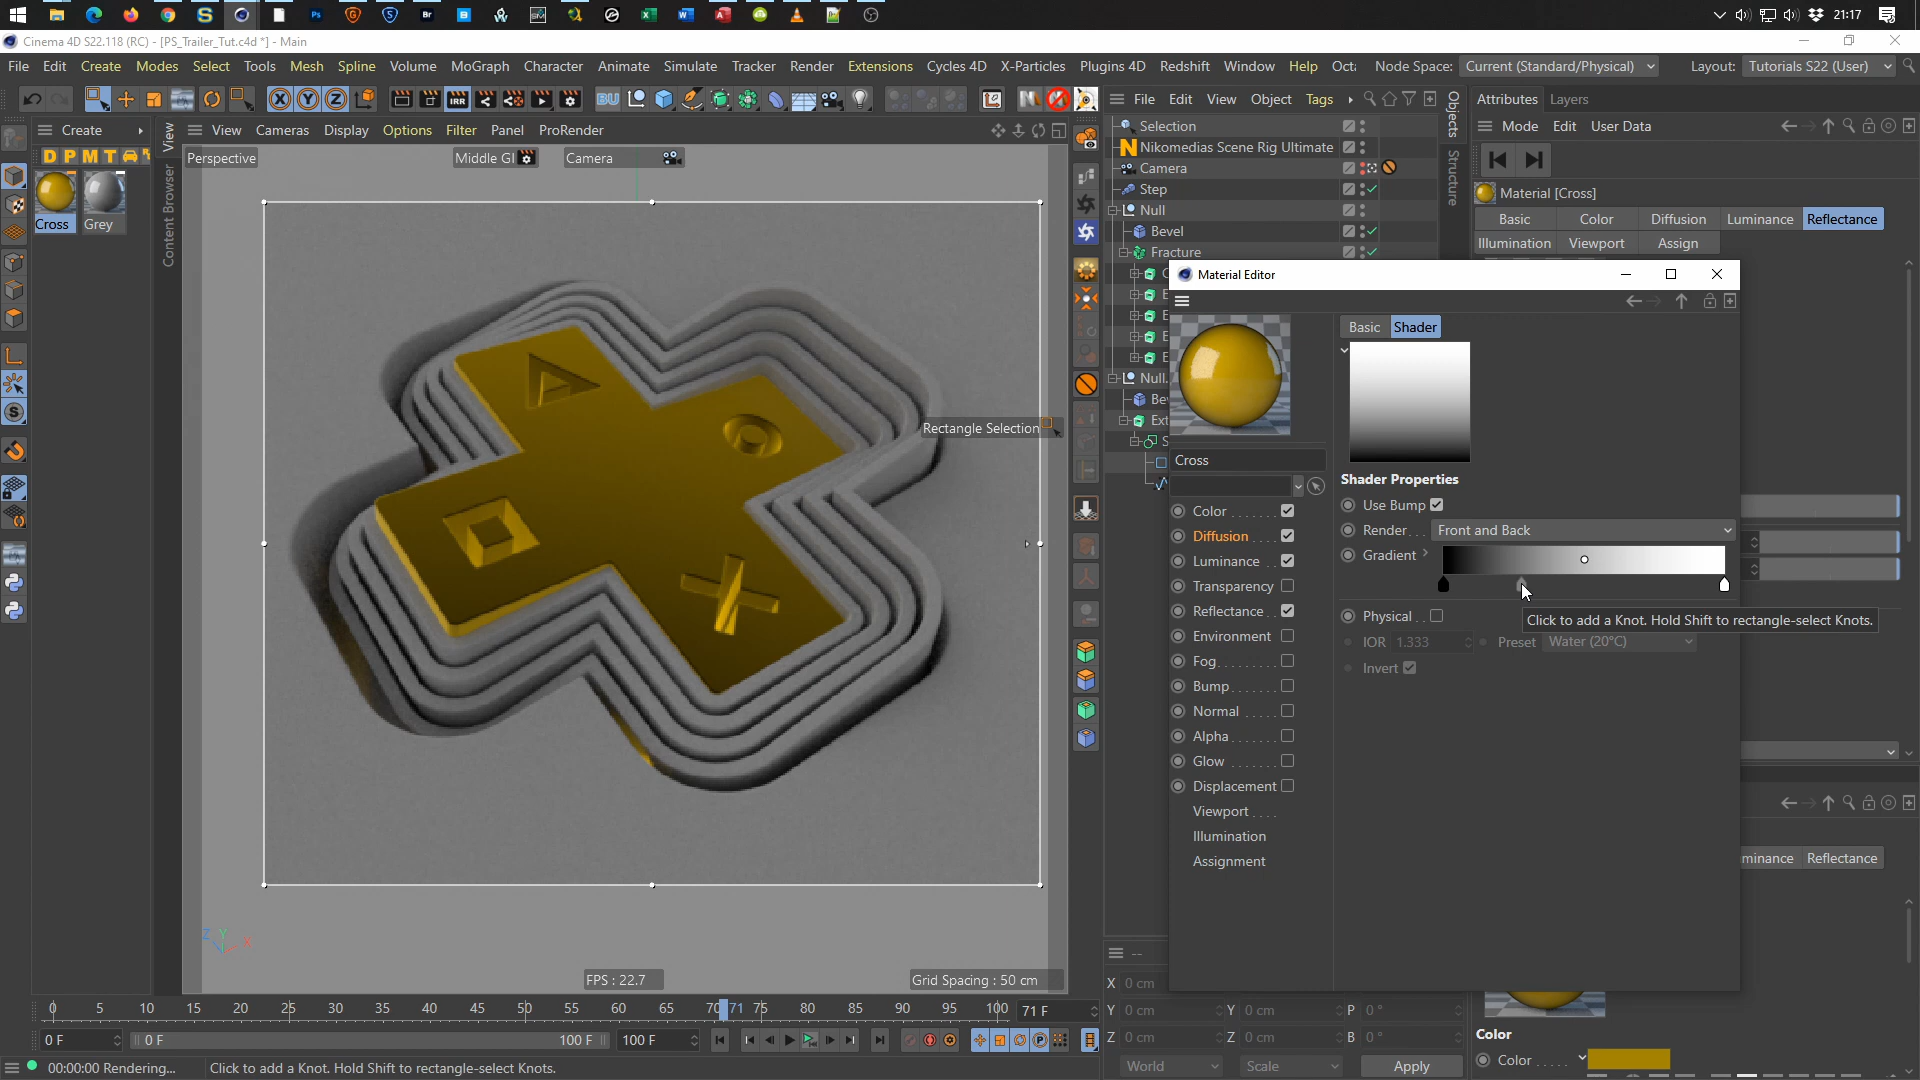 21:17
Cinema 4D S22.118 (RC) - [PS_Trailer_Tut.c4d *] - Main
File Edit Create Modes Select Tools Mesh Spline Volume MoGraph Character Animate Simulate Tracker Render Extensions Cycles 4D X-Particles Plugins 4D Redshift Window Help Octa Node Space: Current (Standard/Physical) Layout: Tutorials S22 (User)
File Edit View Object Tags
Attributes Layers
Create View Cameras Display Options Filter Panel ProRender
Mode Edit User Data
Perspective Middle GI Camera
Cross Grey
View
Content Browser
Objects
Structure
Selection
Nikomedias Scene Rig Ultimate
Camera
Step
Null
Bevel
Fracture
Null.
Material [Cross]
Basic Color Diffusion Luminance Reflectance
Illumination Viewport Assign
Rectangle Selection
Material Editor
Basic Shader
Cross
Shader Properties
Use Bump
Render . . . Front and Back
Gradient
Click to add a Knot. Hold Shift to rectangle-select Knots.
Physical . .
IOR 1.333 Preset Water (20°C)
Invert
Color
Diffusion
Luminance
Transparency
Reflectance
Environment
Fog
Bump
Normal
Alpha
Glow
Displacement
Viewport
Illumination
Assignment
minance Reflectance
Z Y X
FPS : 22.7
Grid Spacing : 50 cm
0 5 10 15 20 25 30 35 40 45 50 55 60 65 70 71 75 80 85 90 95 100 71 F
0 F 0 F 100 F 100 F
X 0 cm
Y 0 cm Y 0 cm P 0 °
Z 0 cm Z 0 cm B 0 °
World Scale Apply
Color
Color
00:00:00 Rendering... Click to add a Knot. Hold Shift to rectangle-select Knots.